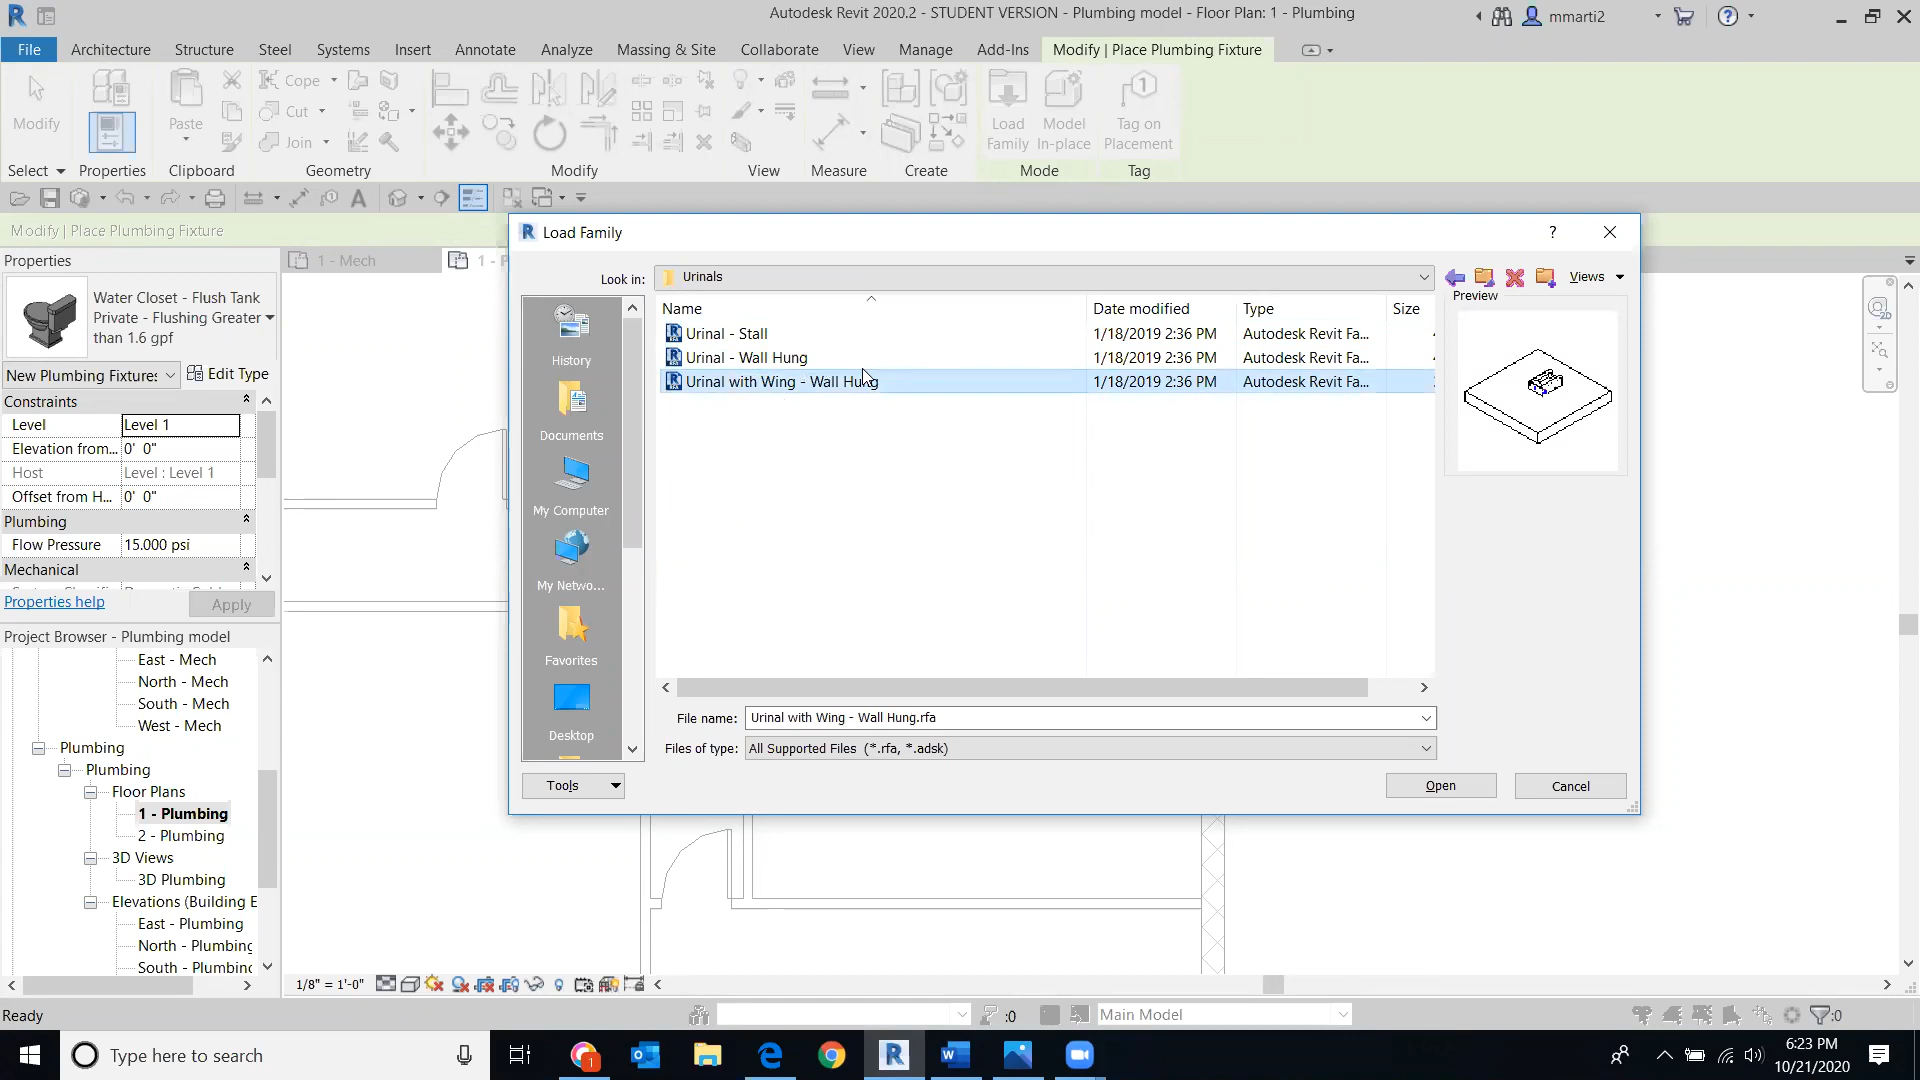 Autodesk Revit 2020.2 - STUDENT VERSION - Plumbing model - Floor Plan: 1 - Plumbing
mmarti2
File Architecture Structure Steel Systems Insert Annotate Analyze Massing & Site Collaborate View Manage Add-Ins Modify | Place Plumbing Fixture
Modify
Paste
Cope
Cut
Join
Load Family
Model In-place
Tag on Placement
Select Properties Clipboard Geometry Modify View Measure Create Mode Tag
Modify | Place Plumbing Fixture
Properties
Water Closet - Flush Tank
Private - Flushing Greater
than 1.6 gpf
New Plumbing Fixtures Edit Type
Constraints
Level Level 1
Elevation from... 0' 0"
Host Level : Level 1
Offset from H... 0' 0"
Plumbing
Flow Pressure 15.000 psi
Mechanical
Properties help Apply
Project Browser - Plumbing model
East - Mech
North - Mech
South - Mech
West - Mech
Plumbing
Plumbing
Floor Plans
1 - Plumbing
2 - Plumbing
3D Views
3D Plumbing
Elevations (Building E
East - Plumbing
North - Plumbing
South - Plumbing
1 - Mech
1 - P
Load Family
Look in: Urinals Views
Preview
Name Date modified Type Size
Urinal - Stall 1/18/2019 2:36 PM Autodesk Revit Fa...
Urinal - Wall Hung 1/18/2019 2:36 PM Autodesk Revit Fa...
Urinal with Wing - Wall Hung 1/18/2019 2:36 PM Autodesk Revit Fa...
History
Documents
My Computer
My Netwo...
Favorites
Desktop
File name: Urinal with Wing - Wall Hung.rfa
Files of type: All Supported Files (*.rfa, *.adsk)
Tools Open Cancel
1/8" = 1'-0"
Ready :0 Main Model :0
Type here to search
6:23 PM
10/21/2020